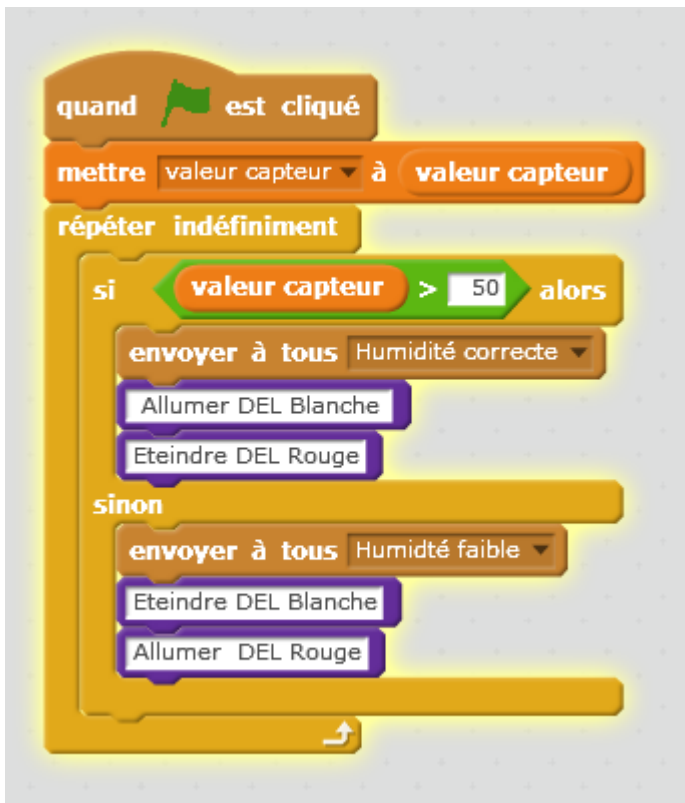 quand est cliqué
mettre valeur capteur à valeur capteur
répéter indéfiniment
si valeur capteur > 50 alors
envoyer à tous Humidité correcte
Allumer DEL Blanche
Eteindre DEL Rouge
sinon
envoyer à tous Humidté faible
Eteindre DEL Blanche
Allumer DEL Rouge